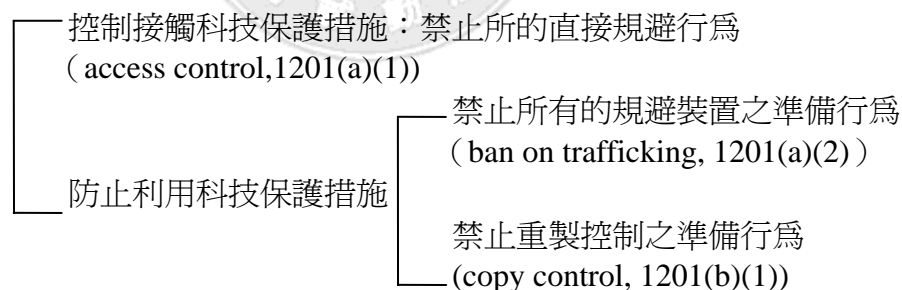 控制接觸科技保護措施：禁止所的直接規避行為
（access control,1201(a)(1))
禁止所有的規避裝置之準備行為
（ban on trafficking, 1201(a)(2)）
防止利用科技保護措施
禁止重製控制之準備行為
(copy control, 1201(b)(1))